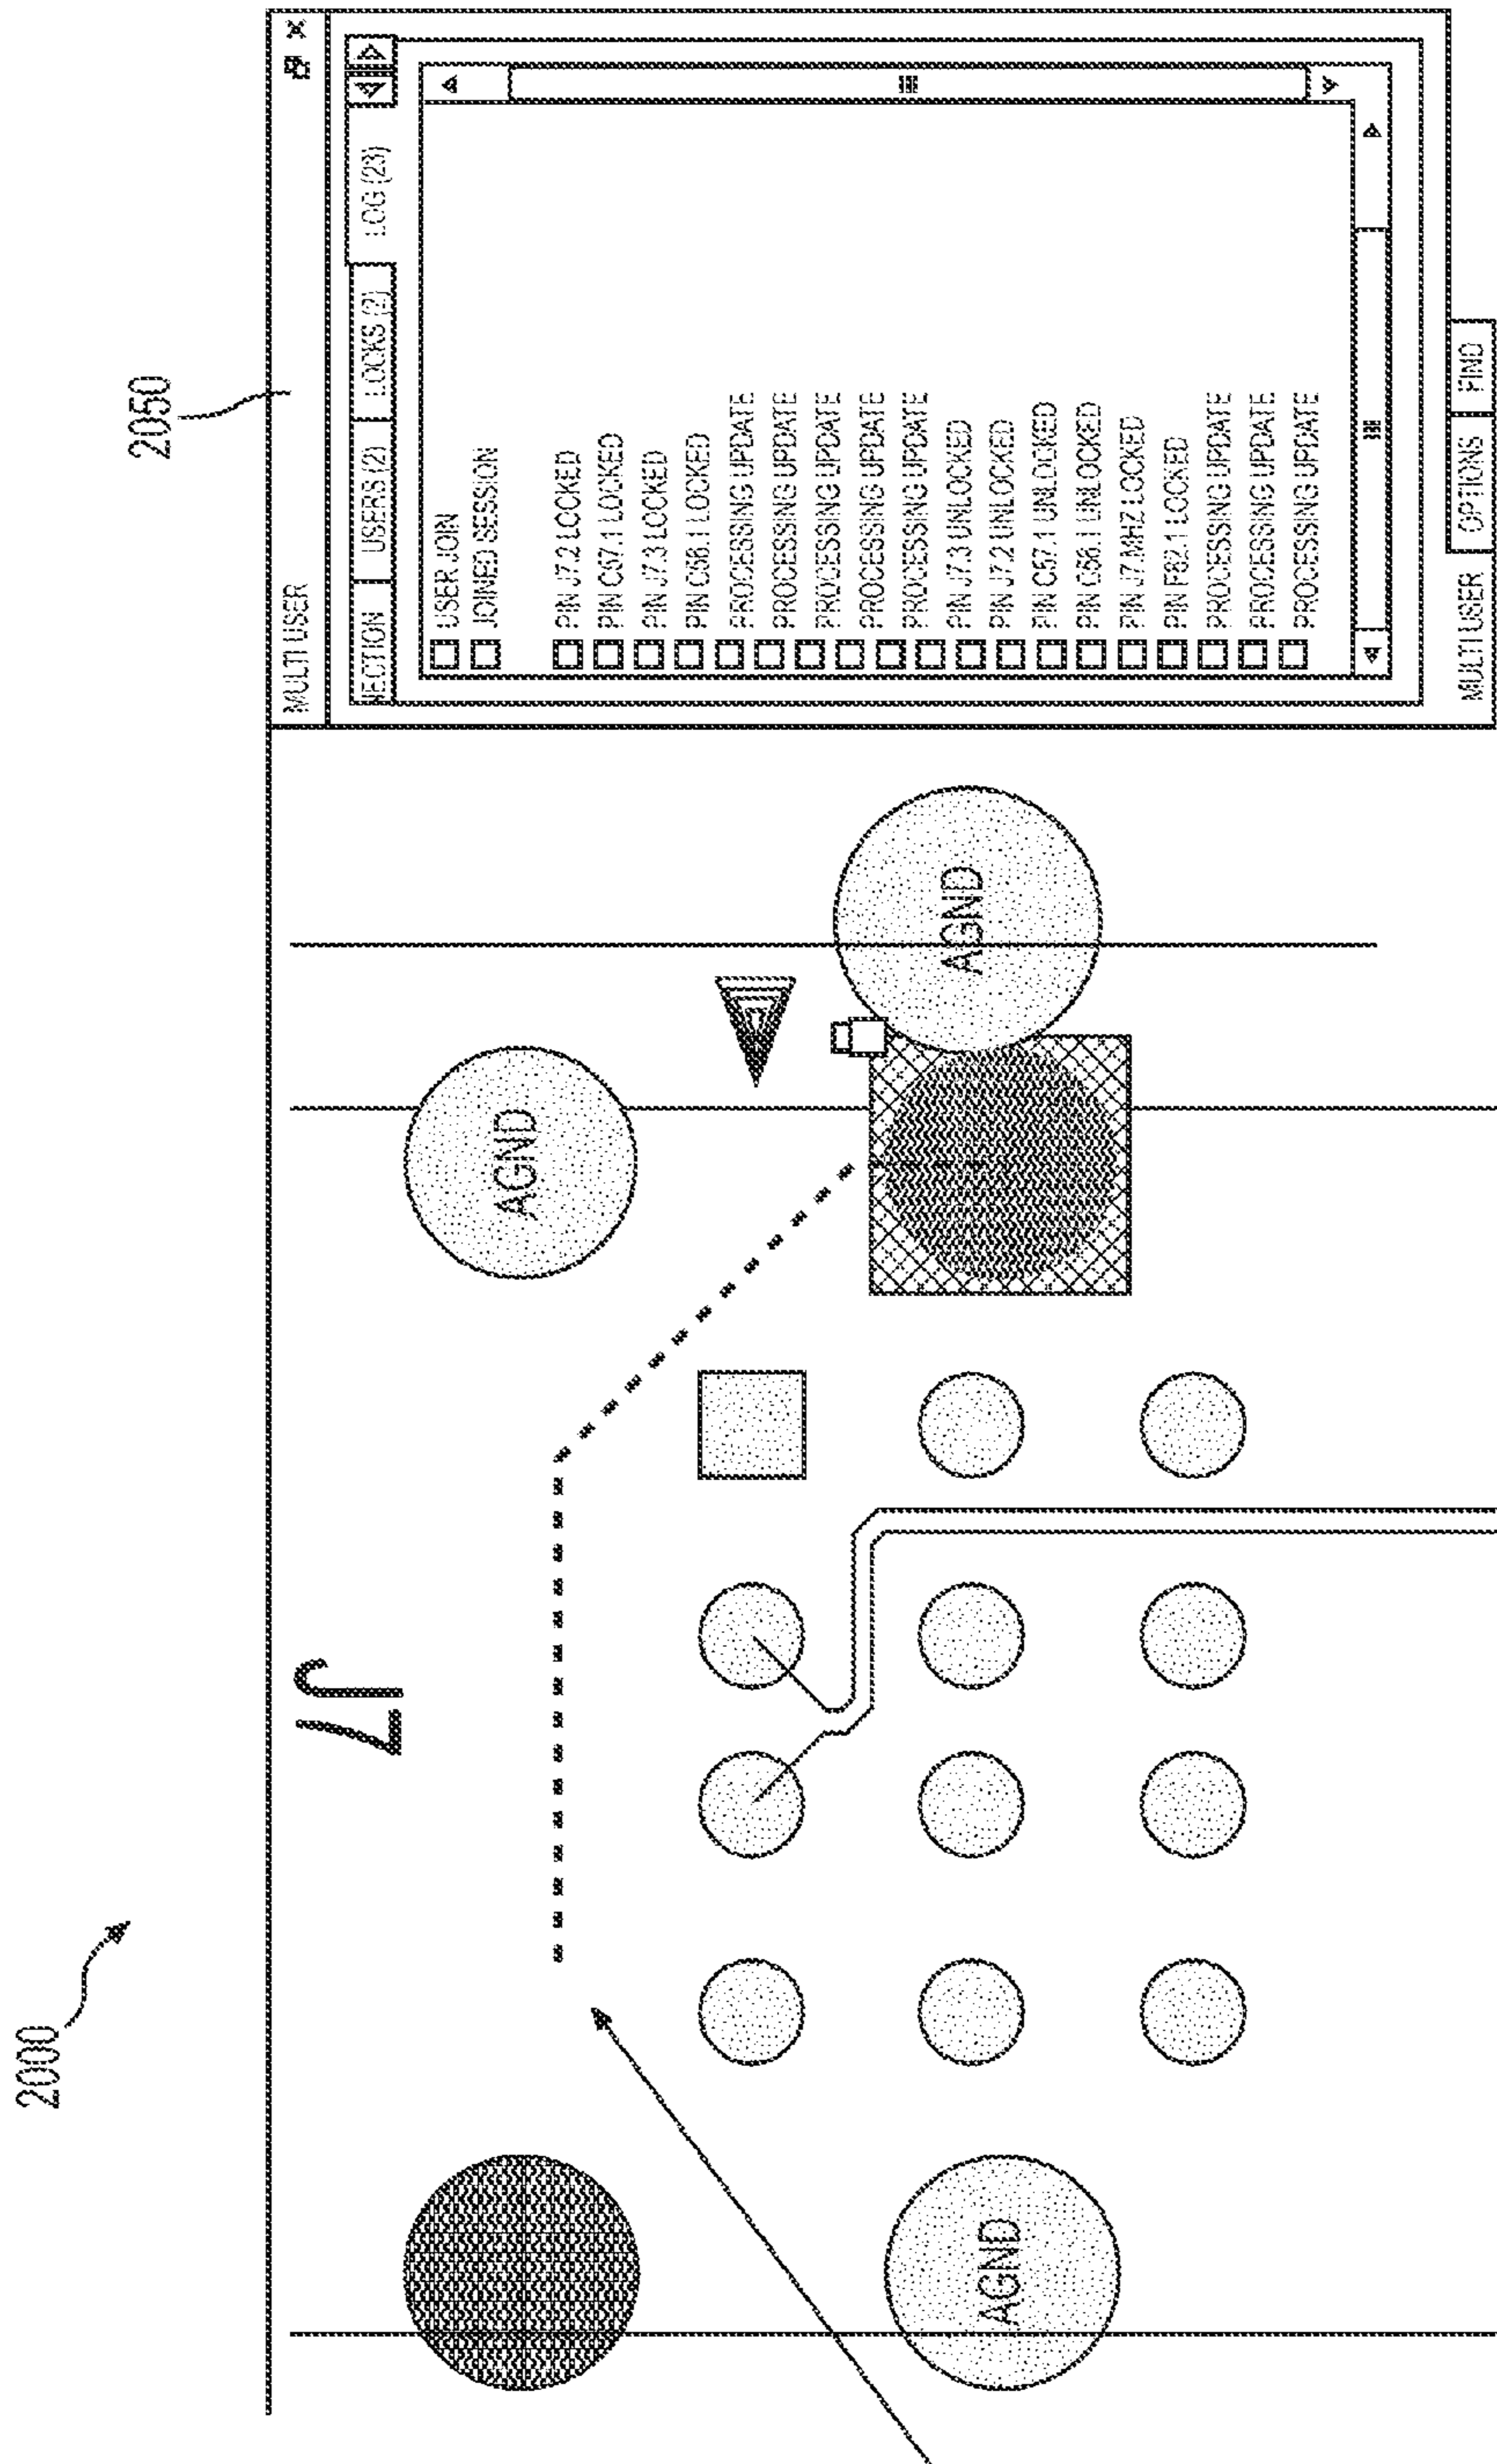 2000
2050
MULTI USER
NECTION USERS (2) LOCKS (2) LOG (23)
USER JOIN
JOINED SESSION
PIN J7.2 LOCKED
PIN C57.1 LOCKED
PIN J7.3 LOCKED
PIN C56.1 LOCKED
PROCESSING UPDATE
PROCESSING UPDATE
PROCESSING UPDATE
PROCESSING UPDATE
PROCESSING UPDATE
PIN J7.3 UNLOCKED
PIN J7.2 UNLOCKED
PIN C57.1 UNLOCKED
PIN C56.1 UNLOCKED
PIN J7.MHZ LOCKED
PIN F82.1 LOCKED
PROCESSING UPDATE
PROCESSING UPDATE
PROCESSING UPDATE
MULTI USER OPTIONS FIND
J7
AGND
AGND
AGND